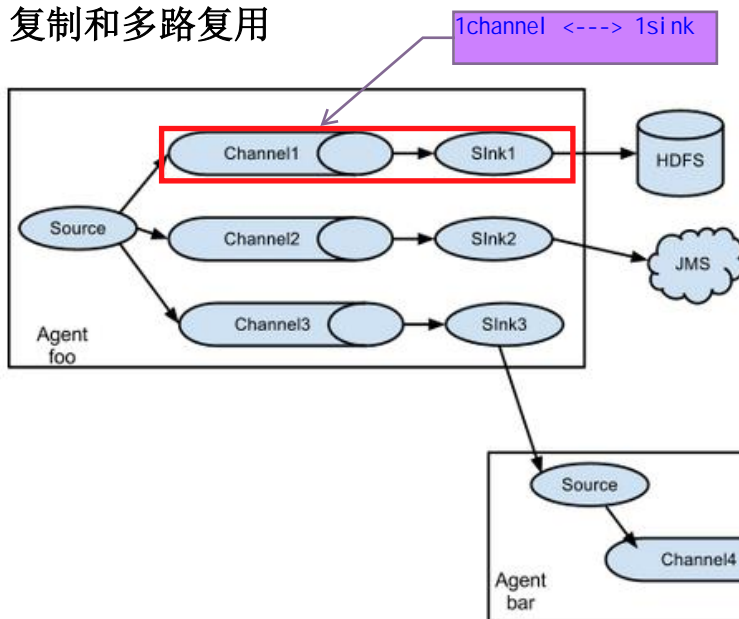 复制和多路复用
1channel <---> 1sink
Channel1
SInk1
HDFS
Source
Channel2
SInk2
JMS
Channel3
SInk3
Agent
foo
Source
Channel4
Agent
bar